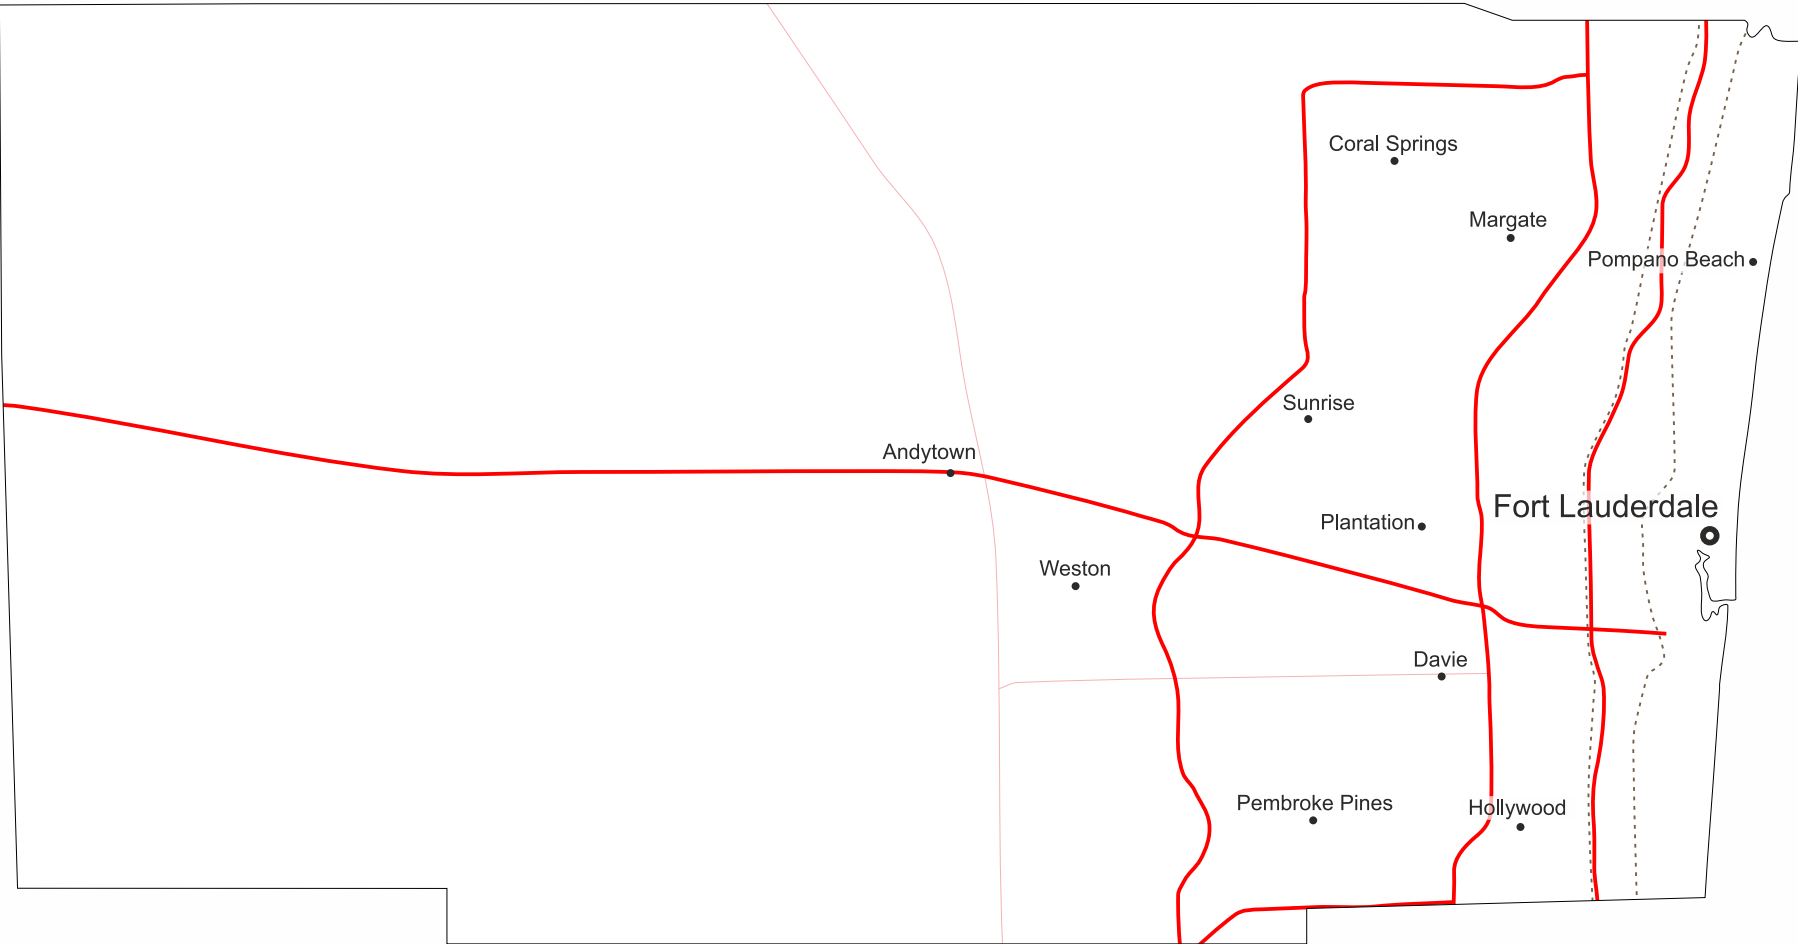 Coral Springs
Margate
Pompano Beach
Sunrise
Andytown
Fort Lauderdale
Plantation
Weston
Davie
Pembroke Pines
Hollywood